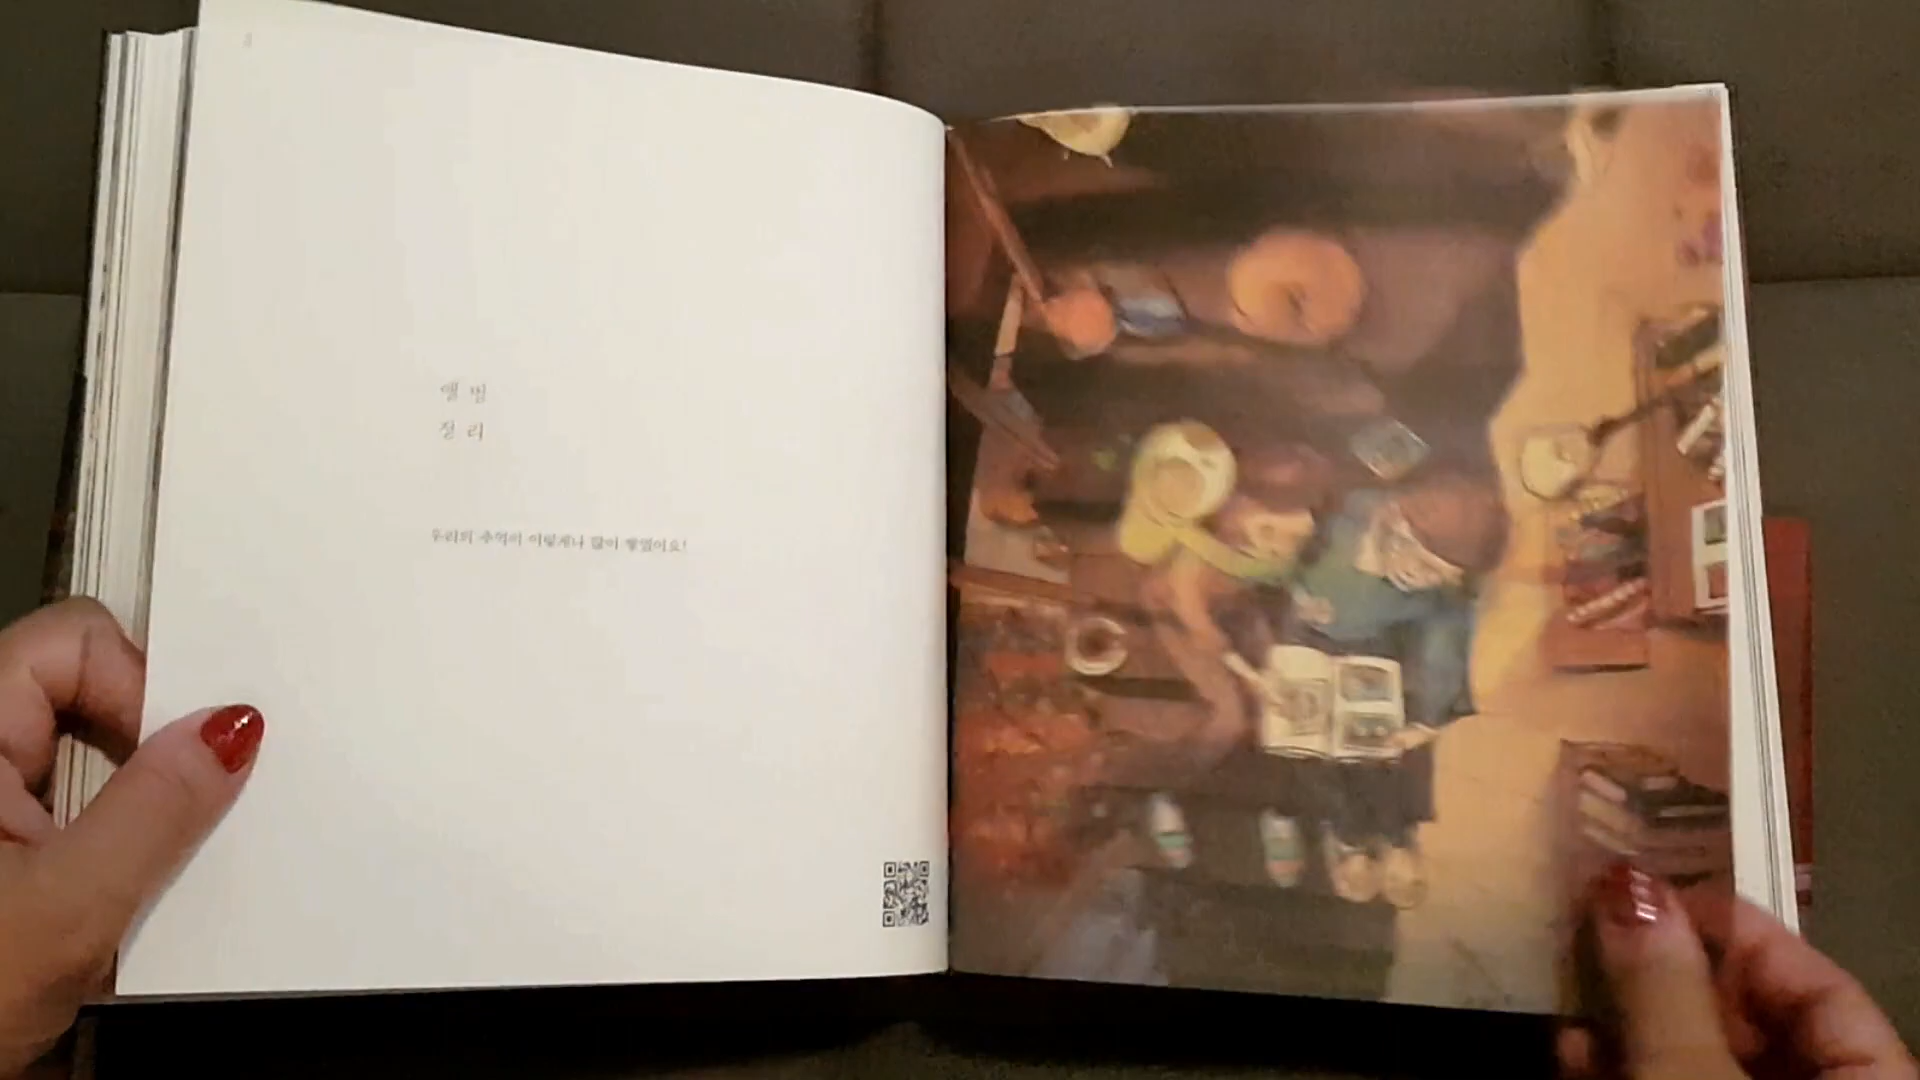 앨범
정리
우리의 추억이 이렇게나 많이 쌓였어요!